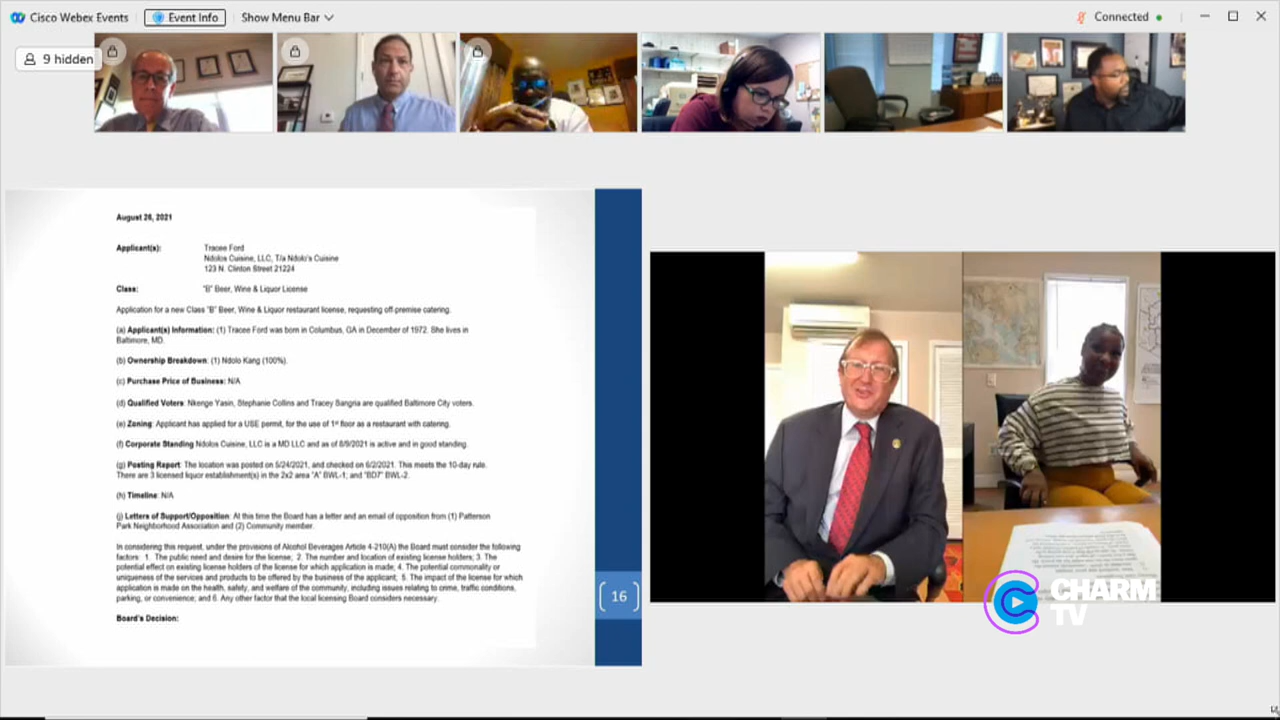 Cisco Webex Events
Event Info
Show Menu Bar
Connected
9 hidden
August 26, 2021
Applicant(s): Tracee Ford
Ndolos Cuisine, LLC, T/a Ndolo's Cuisine
123 N. Clinton Street 21224
Class: "B" Beer, Wine & Liquor License
Application for a new Class "B" Beer, Wine & Liquor restaurant license, requesting off-premise catering.
(a) Applicant(s) Information: (1) Tracee Ford was born in Columbus, GA in December of 1972. She lives in
Baltimore, MD.
(b) Ownership Breakdown: (1) Ndolo Kang (100%).
(c) Purchase Price of Business: N/A
(d) Qualified Voters: Nkenge Yasin, Stephanie Collins and Tracey Sangria are qualified Baltimore City voters.
(e) Zoning: Applicant has applied for a USE permit, for the use of 1st floor as a restaurant with catering.
(f) Corporate Standing Ndolos Cuisine, LLC is a MD LLC and as of 8/9/2021 is active and in good standing.
(g) Posting Report: The location was posted on 5/24/2021, and checked on 6/2/2021. This meets the 10-day rule.
There are 3 licensed liquor establishment(s) in the 2x2 area "A" BWL-1; and "BD7" BWL-2.
(h) Timeline: N/A
(j) Letters of Support/Opposition: At this time the Board has a letter and an email of opposition from (1) Patterson
Park Neighborhood Association and (2) Community member.
In considering this request, under the provisions of Alcohol Beverages Article 4-210(A) the Board must consider the following
factors: 1. The public need and desire for the license; 2. The number and location of existing license holders; 3. The
potential effect on existing license holders of the license for which application is made; 4. The potential commonality or
uniqueness of the services and products to be offered by the business of the applicant; 5. The impact of the license for which
application is made on the health, safety, and welfare of the community, including issues relating to crime, traffic conditions,
parking, or convenience; and 6. Any other factor that the local licensing Board considers necessary.
Board's Decision:
16
CHARM
TV